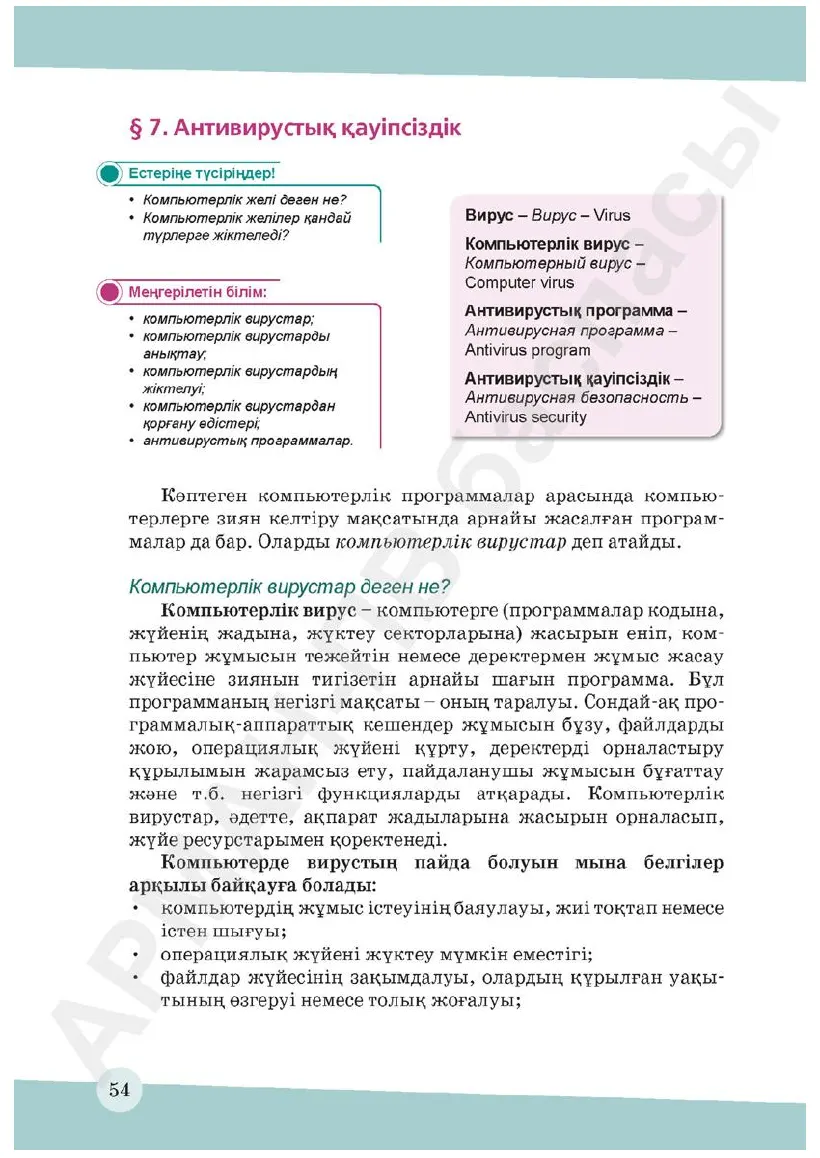 § 7. Антивирустық қауіпсіздік
Естеріңе түсіріңдер!
• Компьютерлік желі деген не?
• Компьютерлік желілер қандай
түрлерге жіктеледі?
Меңгерілетін білім:
• компьютерлік вирустар;
• компьютерлік вирустарды
анықтау;
• компьютерлік вирустардың
жіктелуі;
• компьютерлік вирустардан
қорғану әдістері;
• антивирустық программалар.
Вирус – Вирус – Virus
Компьютерлік вирус –
Компьютерный вирус –
Computer virus
Антивирустық программа –
Антивирусная программа –
Antivirus program
Антивирустық қауіпсіздік –
Антивирусная безопасность –
Antivirus security
Көптеген компьютерлік программалар арасында компью-
терлерге зиян келтіру мақсатында арнайы жасалған програм-
малар да бар. Оларды компьютерлік вирустар деп атайды.
Компьютерлік вирустар деген не?
Компьютерлік вирус – компьютерге (программалар кодына,
жүйенің жадына, жүктеу секторларына) жасырын еніп, ком-
пьютер жұмысын тежейтін немесе деректермен жұмыс жасау
жүйесіне зиянын тигізетін арнайы шағын программа. Бұл
программаның негізгі мақсаты – оның таралуы. Сондай-ақ про-
граммалық-аппараттық кешендер жұмысын бұзу, файлдарды
жою, операциялық жүйені құрту, деректерді орналастыру
құрылымын жарамсыз ету, пайдаланушы жұмысын бұғаттау
және т.б. негізгі функцияларды атқарады. Компьютерлік
вирустар, әдетте, ақпарат жадыларына жасырын орналасып,
жүйе ресурстарымен қоректенеді.
Компьютерде вирустың пайда болуын мына белгілер
арқылы байқауға болады:
• компьютердің жұмыс істеуінің баяулауы, жиі тоқтап немесе
істен шығуы;
• операциялық жүйені жүктеу мүмкін еместігі;
• файлдар жүйесінің зақымдалуы, олардың құрылған уақы-
тының өзгеруі немесе толық жоғалуы;
54
АРМАН-ПВ баспасы